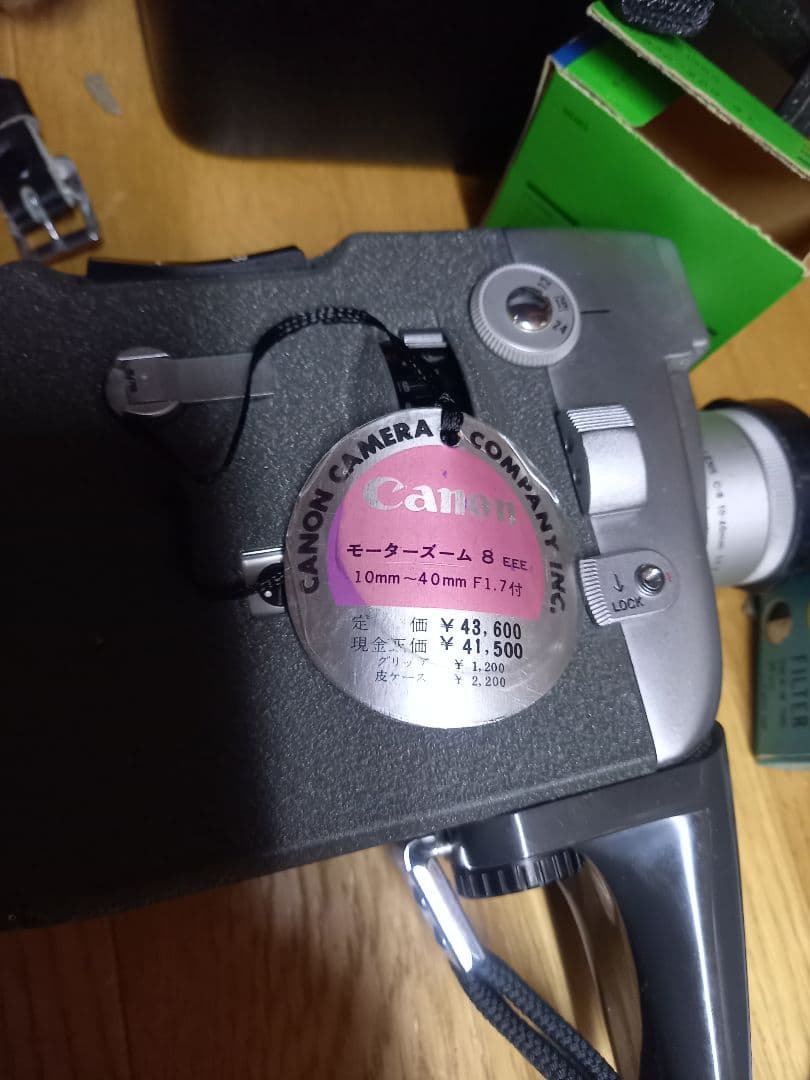 CANON CAMERA COMPANY INC.
Canon
モーターズーム 8 EEE
10mm～40mm F1.7付
定 価 ¥ 43,600
現金正価 ¥ 41,500
グリップ ¥ 1,200
皮ケース ¥ 2,200
LOCK
FILTER